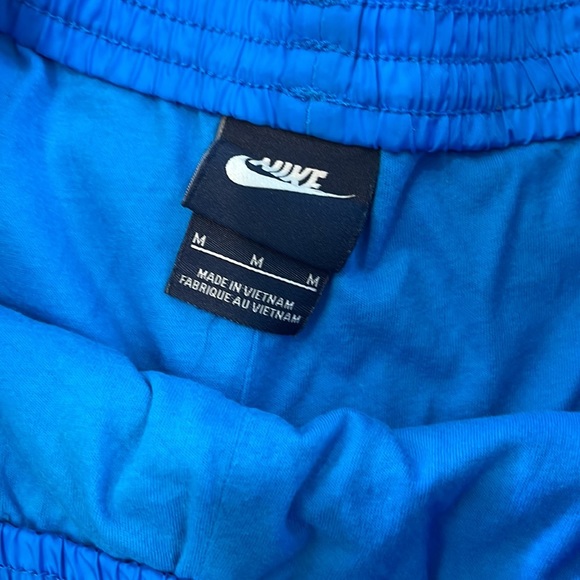 NIKE
M M M
MADE IN VIETNAM
FABRIQUE AU VIETNAM